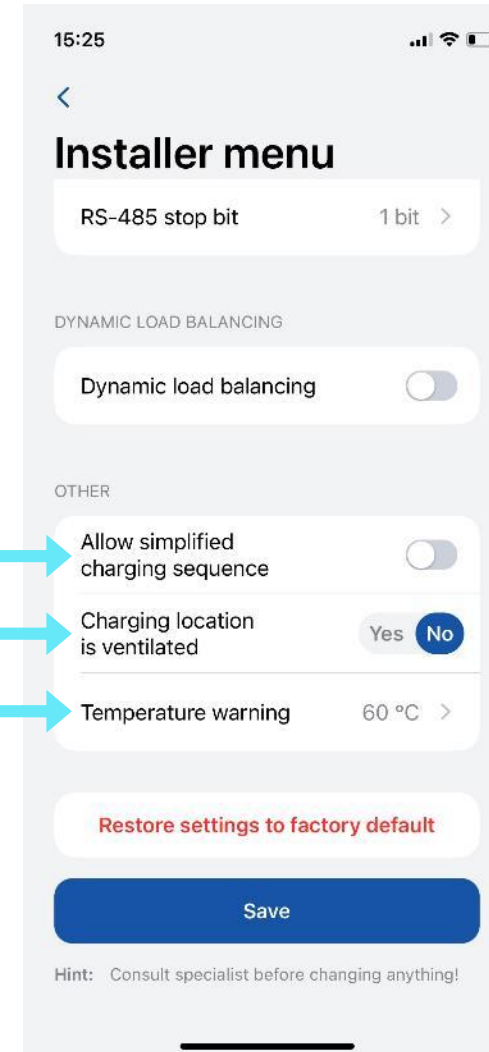 15:25
Installer menu
RS-485 stop bit 1 bit
DYNAMIC LOAD BALANCING
Dynamic load balancing
OTHER
Allow simplified
charging sequence
Charging location
is ventilated
Yes No
Temperature warning 60 °C
Restore settings to factory default
Save
Hint: Consult specialist before changing anything!